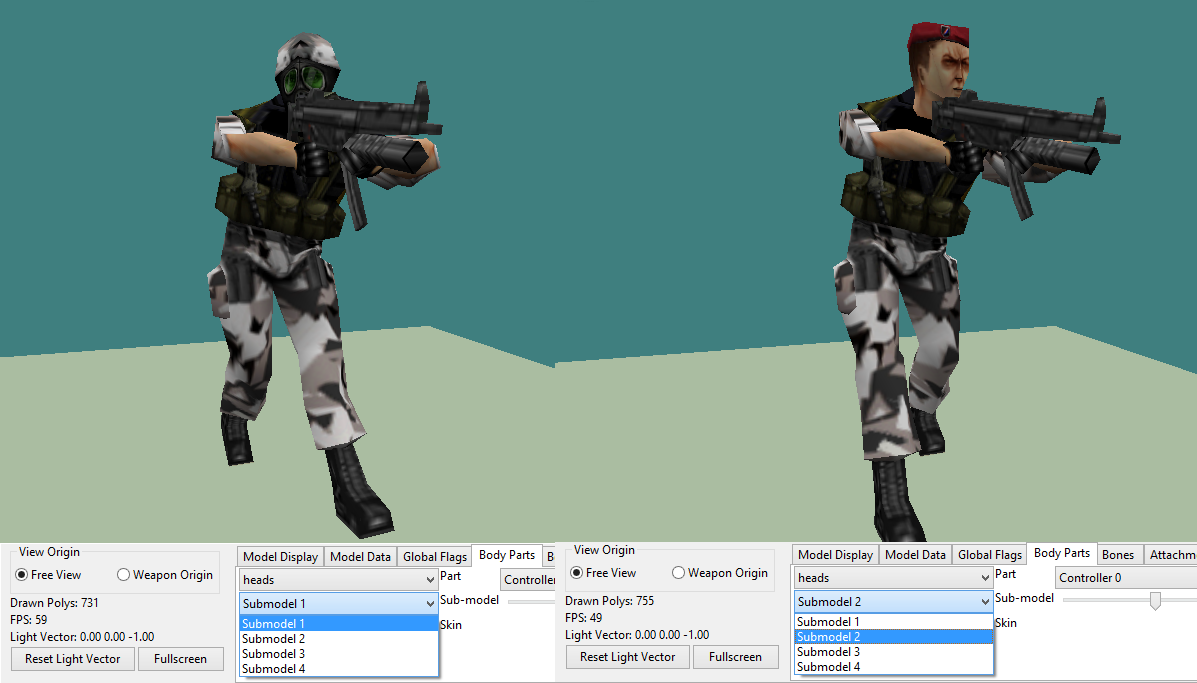 View Origin
Free View
Weapon Origin
Drawn Polys: 731
FPS: 59
Light Vector: 0.00 0.00 -1.00
Reset Light Vector
Fullscreen
Model Display
Model Data
Global Flags
Body Parts
heads
Part
Controller
Submodel 1
Sub-model
Submodel 1
Skin
Submodel 2
Submodel 3
Submodel 4
View Origin
Free View
Weapon Origin
Drawn Polys: 755
FPS: 49
Light Vector: 0.00 0.00 -1.00
Reset Light Vector
Fullscreen
Model Display
Model Data
Global Flags
Body Parts
Bones
Attachm
heads
Part
Controller 0
Submodel 2
Sub-model
Submodel 1
Skin
Submodel 2
Submodel 3
Submodel 4